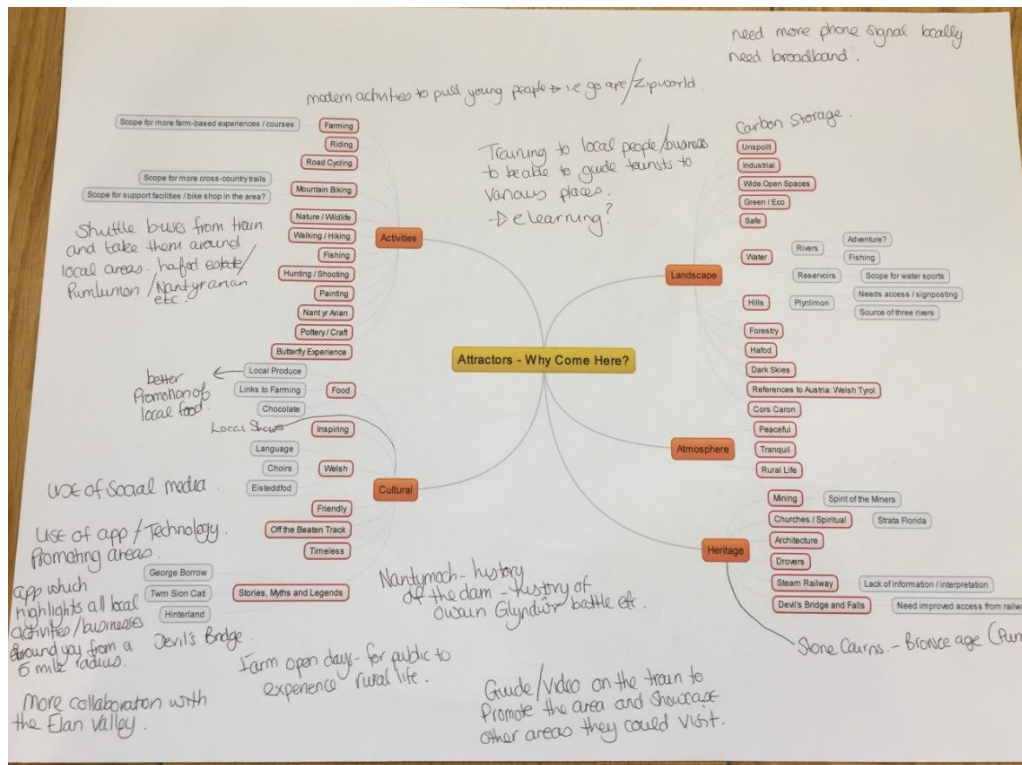 need more phone signal locally
need broadband.
modern activities to pull young people → i.e go are/Zipworld.
Carbon Storage.
Training to local people/business
to be able to guide tourists to
various places.
→ eLearning?
Shuttle buses from train
and take them around
local areas - hafod estate/
Pumlumon/Nantyrarian
etc.
Scope for more farm-based experiences / courses
Farming
Riding
Road Cycling
Scope for more cross-country trails
Scope for support facilities / bike shop in the area?
Mountain Biking
Nature / Wildlife
Walking / Hiking
Fishing
Hunting / Shooting
Painting
Nant yr Arian
Pottery / Craft
Butterfly Experience
Activities
Attractors - Why Come Here?
Landscape
Unspoilt
Industrial
Wide Open Spaces
Green / Eco
Safe
Water
Rivers
Adventure?
Fishing
Reservoirs
Scope for water sports
Hills
Plynlimon
Needs access / signposting
Source of three rivers
Forestry
Hafod
Dark Skies
References to Austria: Welsh Tyrol
Cors Caron
better
Promotion of
local food.
Local Produce
Links to Farming
Chocolate
Food
Local Shows
Inspiring
Language
Choirs
Eisteddfod
Welsh
Cultural
Friendly
Off the Beaten Track
Timeless
George Borrow
Twm Sion Cati
Hinterland
Stories, Myths and Legends
Devil's Bridge.
Atmosphere
Peaceful
Tranquil
Rural Life
Heritage
Mining
Spirit of the Miners
Churches / Spiritual
Strata Florida
Architecture
Drovers
Steam Railway
Lack of information / interpretation
Devil's Bridge and Falls
Need improved access from railw
Stone Cairns. - Bronze age (Pum
use of Social media.
use of app / Technology.
Promoting areas.
app which
highlights all local
activities/businesses
around you from a
5 mile radius.
More collaboration with
the Elan Valley.
Farm open days - for public to
experience rural life.
Nantymoch - history
of the dam - history of
owain Glyndŵr battle etc.
Guide/Video on the train to
Promote the area and showcase
other areas they could visit.